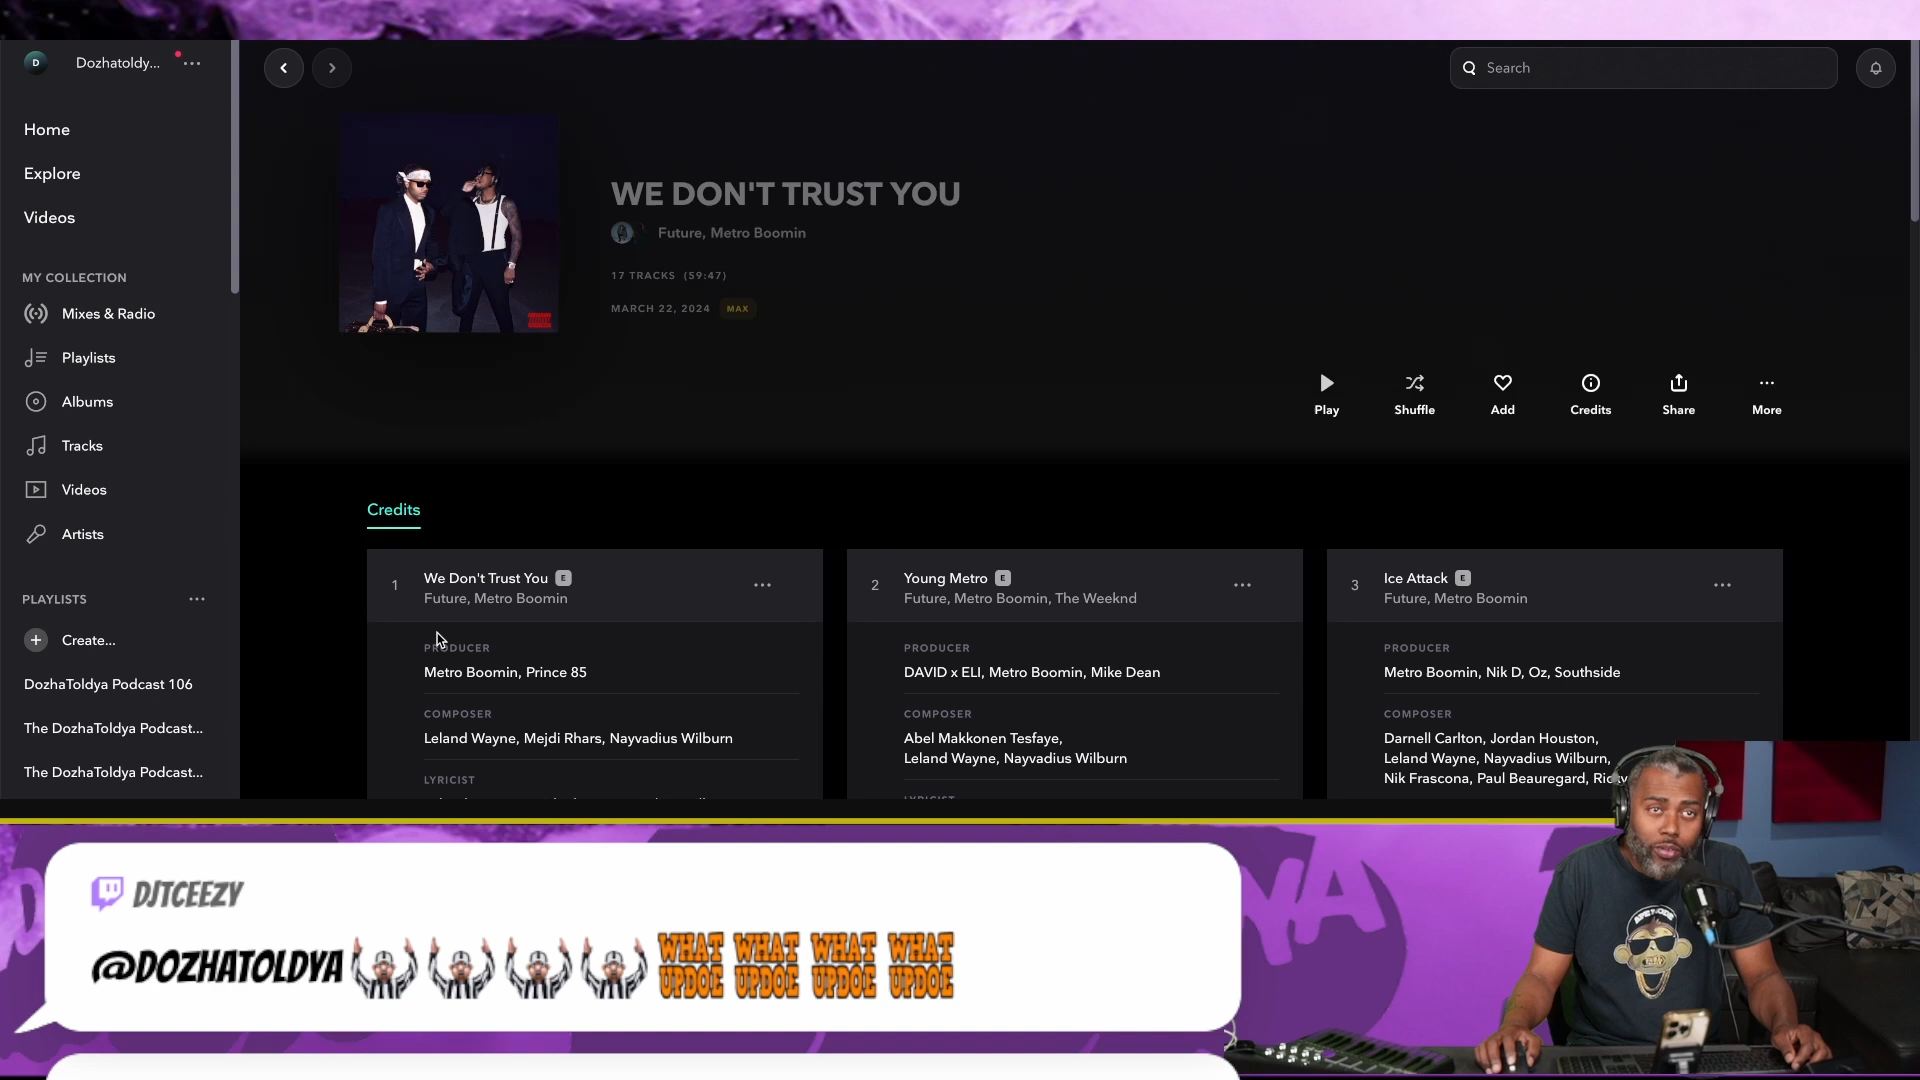 D
Dozhatoldy...
Home
Explore
Videos
MY COLLECTION
Mixes & Radio
Playlists
Albums
Tracks
Videos
Artists
PLAYLISTS
Create...
DozhaToldya Podcast 106
The DozhaToldya Podcast...
The DozhaToldya Podcast...
Search
WE DON'T TRUST YOU
Future, Metro Boomin
17 TRACKS (59:47)
MARCH 22, 2024 MAX
Play Shuffle Add Credits Share More
Credits
1 We Don't Trust You E
Future, Metro Boomin
PRODUCER
Metro Boomin, Prince 85
COMPOSER
Leland Wayne, Mejdi Rhars, Nayvadius Wilburn
LYRICIST
2 Young Metro E
Future, Metro Boomin, The Weeknd
PRODUCER
DAVID x ELI, Metro Boomin, Mike Dean
COMPOSER
Abel Makkonen Tesfaye,
Leland Wayne, Nayvadius Wilburn
LYRICIST
3 Ice Attack E
Future, Metro Boomin
PRODUCER
Metro Boomin, Nik D, Oz, Southside
COMPOSER
Darnell Carlton, Jordan Houston,
Leland Wayne, Nayvadius Wilburn,
Nik Frascona, Paul Beauregard,
DJTCEEZY
@DOZHATOLDYA WHAT UPDOE WHAT UPDOE WHAT UPDOE WHAT UPDOE